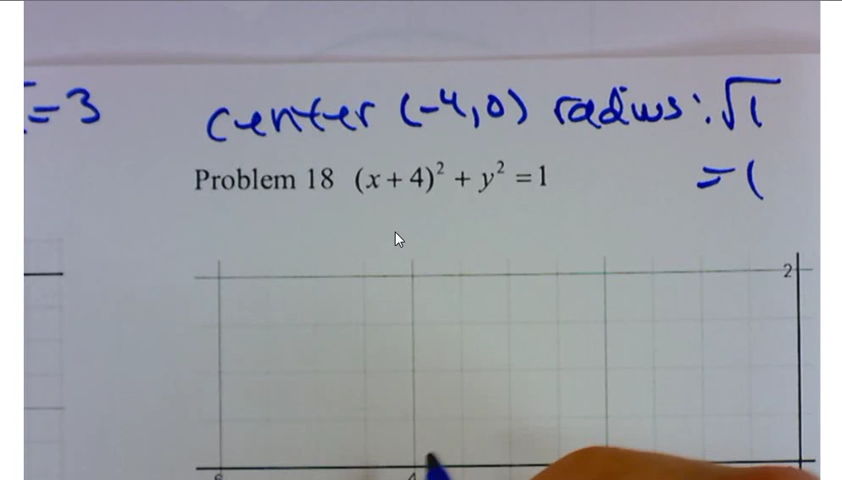 =3
center (-4,0) radius: √1
Problem 18 (x + 4)² + y² = 1
= 1
2